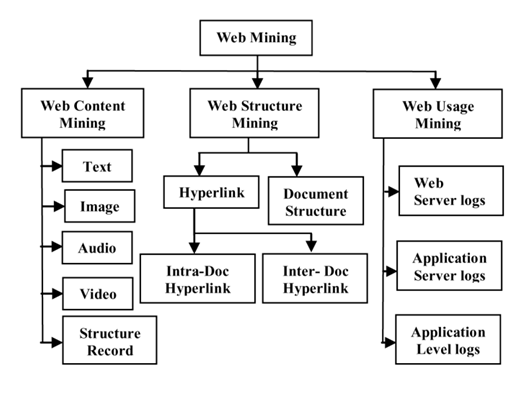 Web Mining
Web Content
Mining
Web Structure
Mining
Web Usage
Mining
Text
Image
Audio
Video
Structure
Record
Hyperlink
Document
Structure
Intra-Doc
Hyperlink
Inter- Doc
Hyperlink
Web
Server logs
Application
Server logs
Application
Level logs